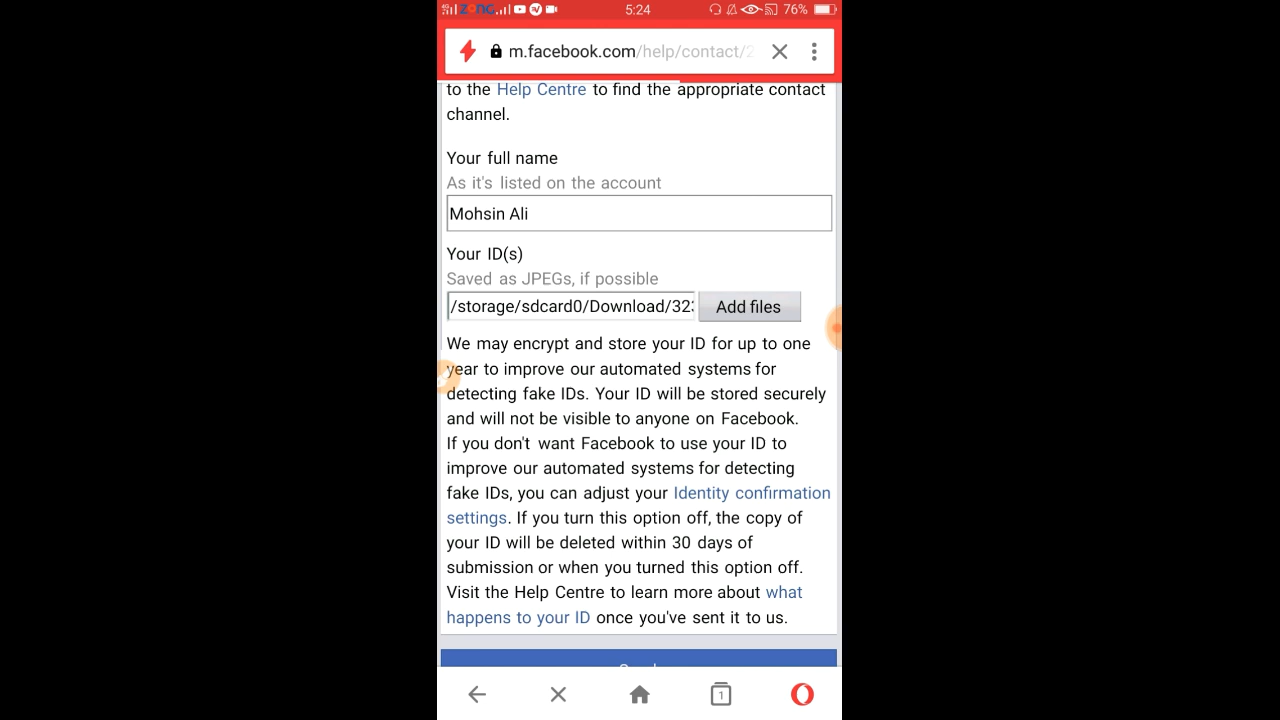 4G zong 5:24 76%
m.facebook.com/help/contact/2
to the Help Centre to find the appropriate contact
channel.
Your full name
As it's listed on the account
Mohsin Ali
Your ID(s)
Saved as JPEGs, if possible
/storage/sdcard0/Download/323
Add files
We may encrypt and store your ID for up to one
year to improve our automated systems for
detecting fake IDs. Your ID will be stored securely
and will not be visible to anyone on Facebook.
If you don't want Facebook to use your ID to
improve our automated systems for detecting
fake IDs, you can adjust your Identity confirmation
settings. If you turn this option off, the copy of
your ID will be deleted within 30 days of
submission or when you turned this option off.
Visit the Help Centre to learn more about what
happens to your ID once you've sent it to us.
1